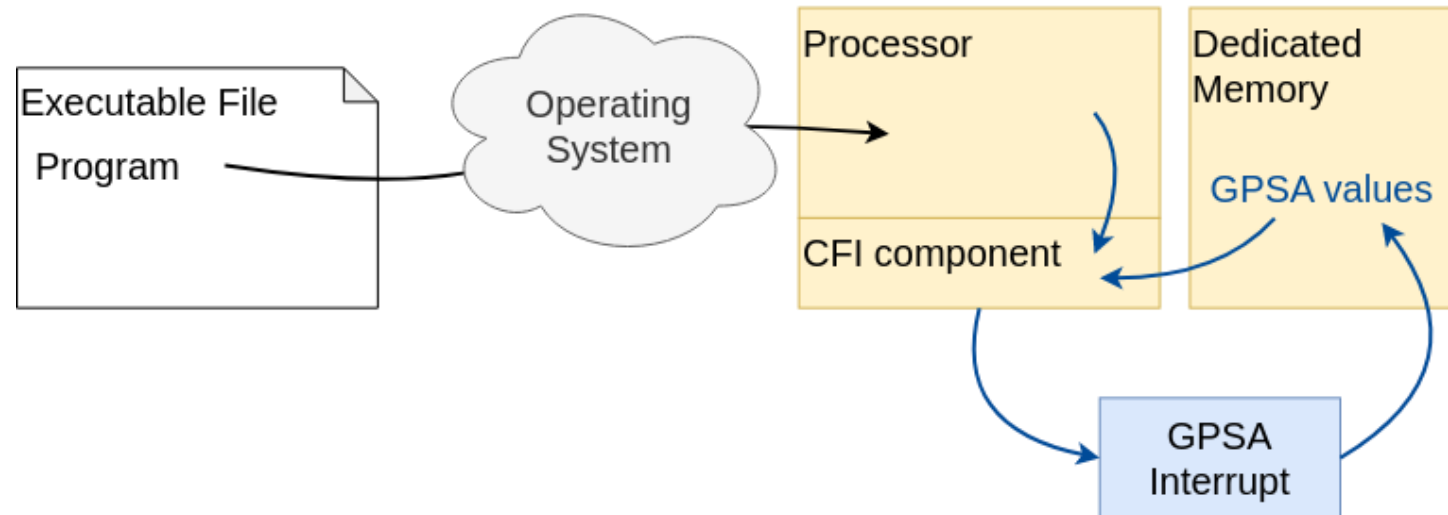 Executable File
Program
Operating
System
Processor
CFI component
Dedicated
Memory
GPSA values
GPSA
Interrupt